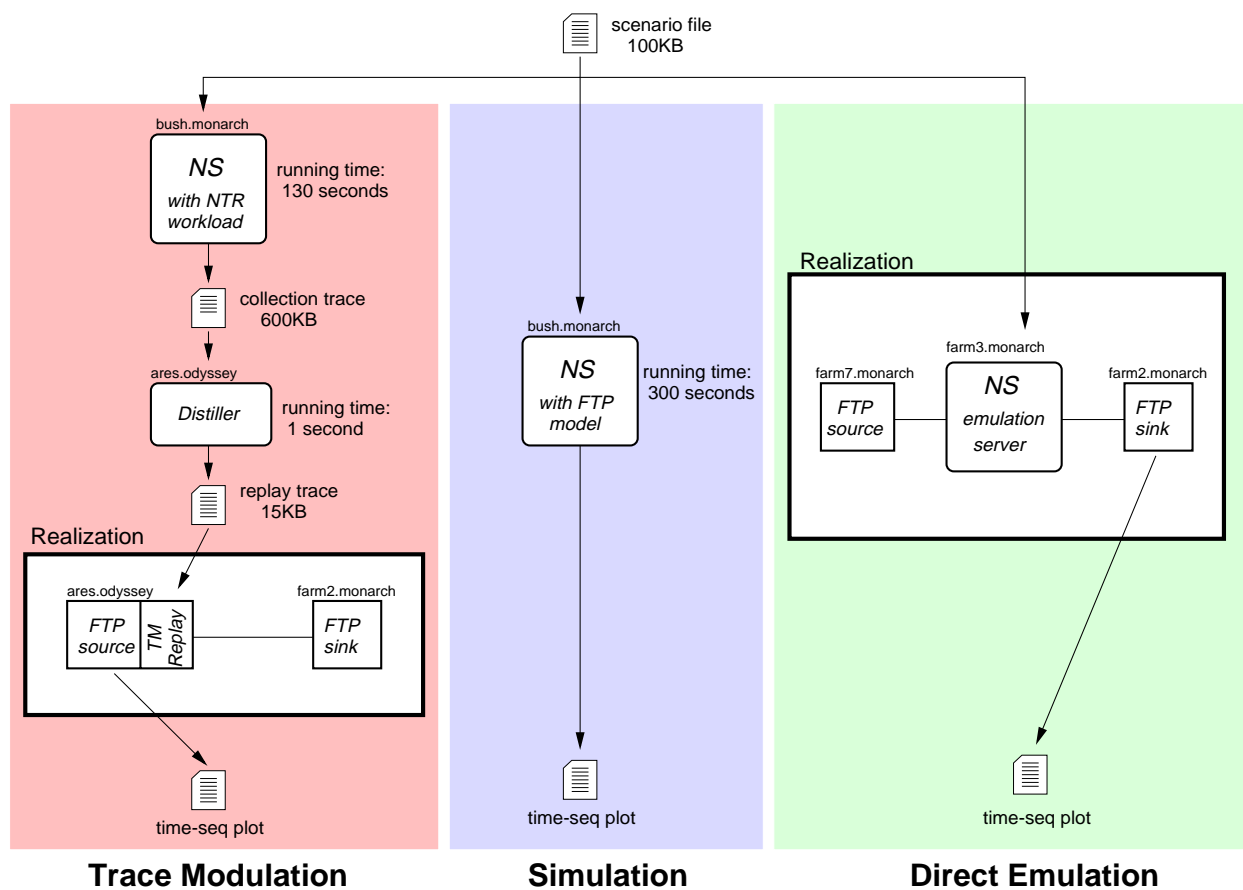 scenario file
100KB
bush.monarch
NS
with NTR
workload
running time:
130 seconds
collection trace
600KB
ares.odyssey
Distiller
running time:
1 second
replay trace
15KB
Realization
ares.odyssey
FTP
source
TM
Replay
farm2.monarch
FTP
sink
time-seq plot
Trace Modulation
bush.monarch
NS
with FTP
model
running time:
300 seconds
time-seq plot
Simulation
Realization
farm7.monarch
FTP
source
farm3.monarch
NS
emulation
server
farm2.monarch
FTP
sink
time-seq plot
Direct Emulation